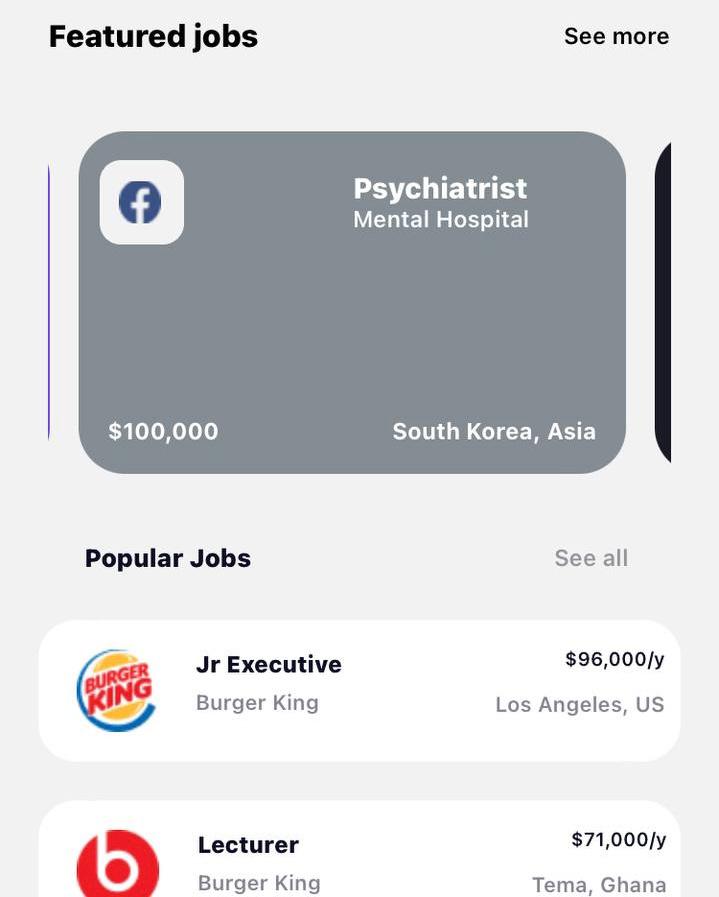 Featured jobs See more
Psychiatrist
Mental Hospital
$100,000 South Korea, Asia
Popular Jobs See all
BURGER
KING
Jr Executive $96,000/y
Burger King Los Angeles, US
Lecturer $71,000/y
Burger King Tema, Ghana